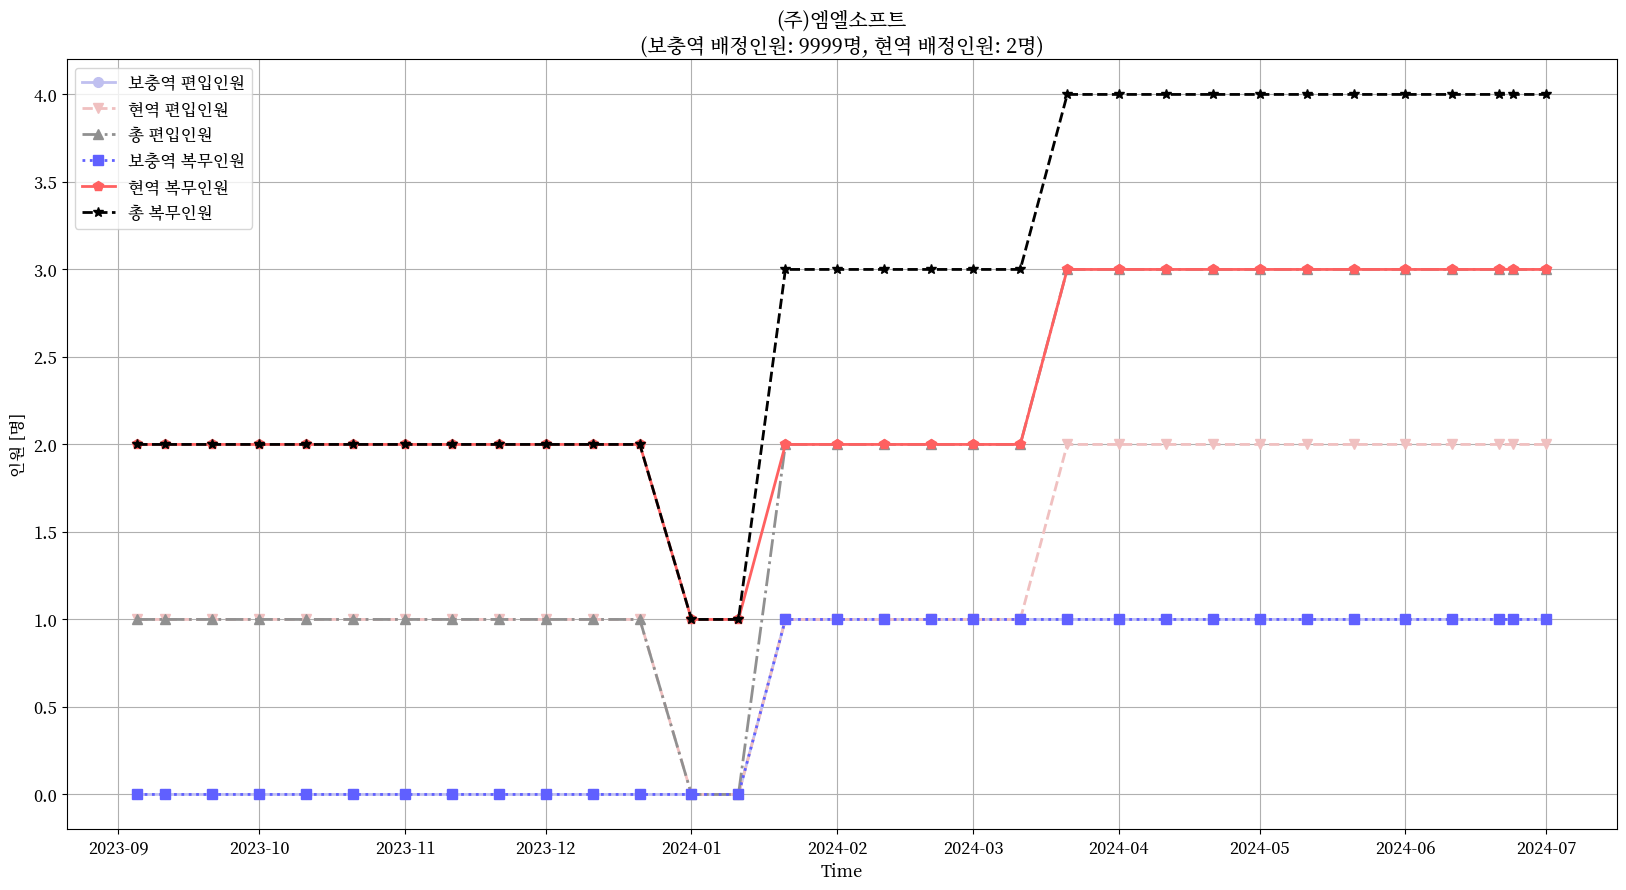 (주)엠엘소프트
(보충역 배정인원: 9999명, 현역 배정인원: 2명)
보충역 편입인원
현역 편입인원
총 편입인원
보충역 복무인원
현역 복무인원
총 복무인원
4.0
3.5
3.0
2.5
2.0
1.5
1.0
0.5
0.0
인원 [명]
2023-09 2023-10 2023-11 2023-12 2024-01 2024-02 2024-03 2024-04 2024-05 2024-06 2024-07
Time